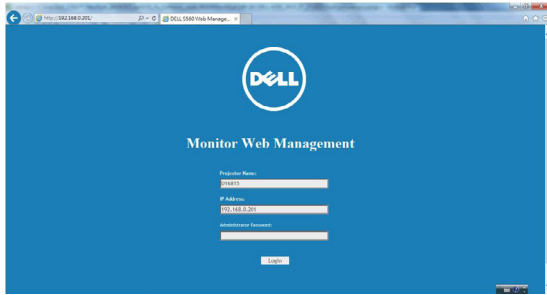 http://192.168.0.201/
DELL S560 Web Manage...
DELL
Monitor Web Management
Projector Name:
D16815
IP Address:
192.168.0.201
Administrator Password:
Login